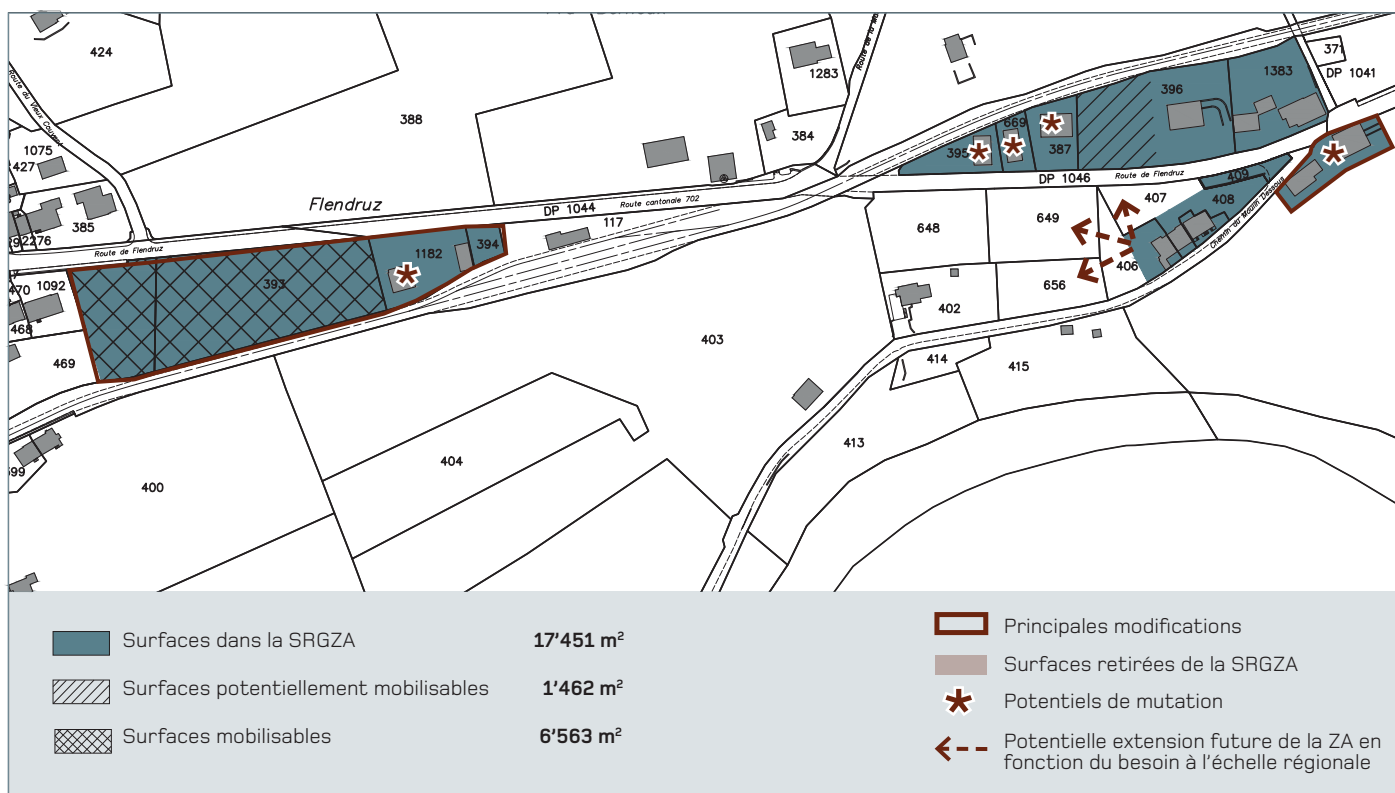 424
Route du Vieux
1283
371
DP 1041
1383
396
388
384
669
1075
427
395
387
DP 1046
Route de Flendruz
409
407
408
Flendruz
DP 1044
Route cantonale 702
117
2276
385
Route de Flendruz
394
1182
648
649
Chemin du Moulin Dessous
406
470
1092
393
656
468
402
469
403
414
415
413
404
400
699
Surfaces dans la SRGZA 17'451 m²
Surfaces potentiellement mobilisables 1'462 m²
Surfaces mobilisables 6'563 m²
Principales modifications
Surfaces retirées de la SRGZA
Potentiels de mutation
Potentielle extension future de la ZA en
fonction du besoin à l'échelle régionale